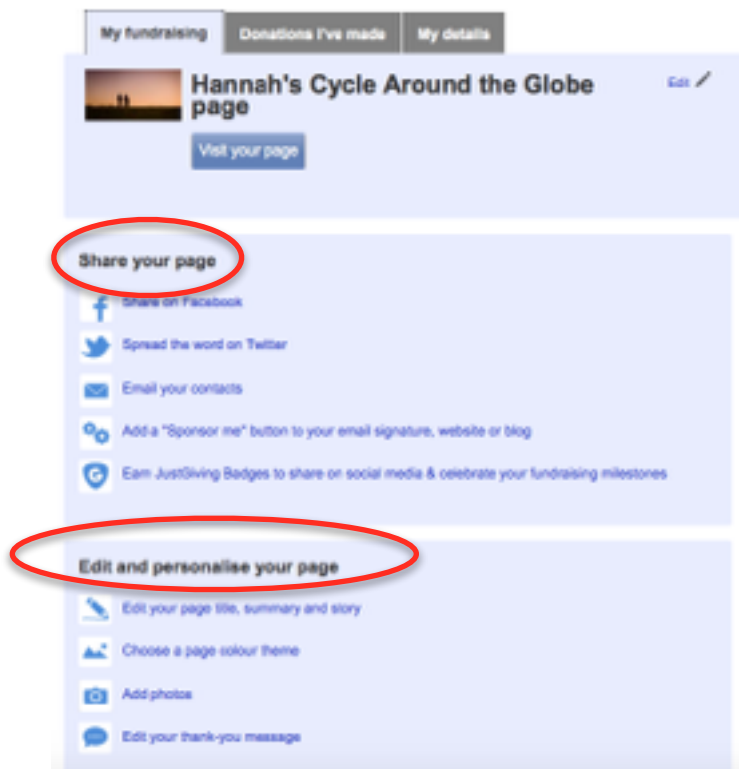 My fundraising
Donations I've made
My details
Hannah's Cycle Around the Globe
page
Edit
Visit your page
Share your page
Share on Facebook
Spread the word on Twitter
Email your contacts
Add a "Sponsor me" button to your email signature, website or blog
Earn JustGiving Badges to share on social media & celebrate your fundraising milestones
Edit and personalise your page
Edit your page title, summary and story
Choose a page colour theme
Add photos
Edit your thank-you message